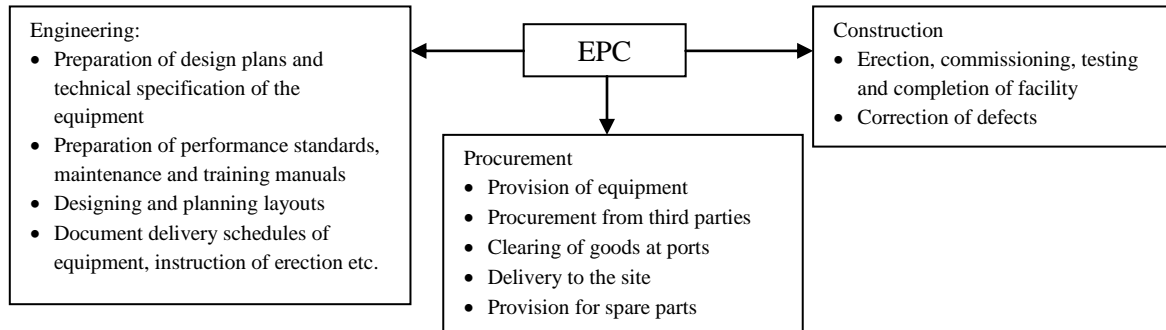 EPC
Engineering:
• Preparation of design plans and
technical specification of the
equipment
• Preparation of performance standards,
maintenance and training manuals
• Designing and planning layouts
• Document delivery schedules of
equipment, instruction of erection etc.
Procurement
• Provision of equipment
• Procurement from third parties
• Clearing of goods at ports
• Delivery to the site
• Provision for spare parts
Construction
• Erection, commissioning, testing
and completion of facility
• Correction of defects